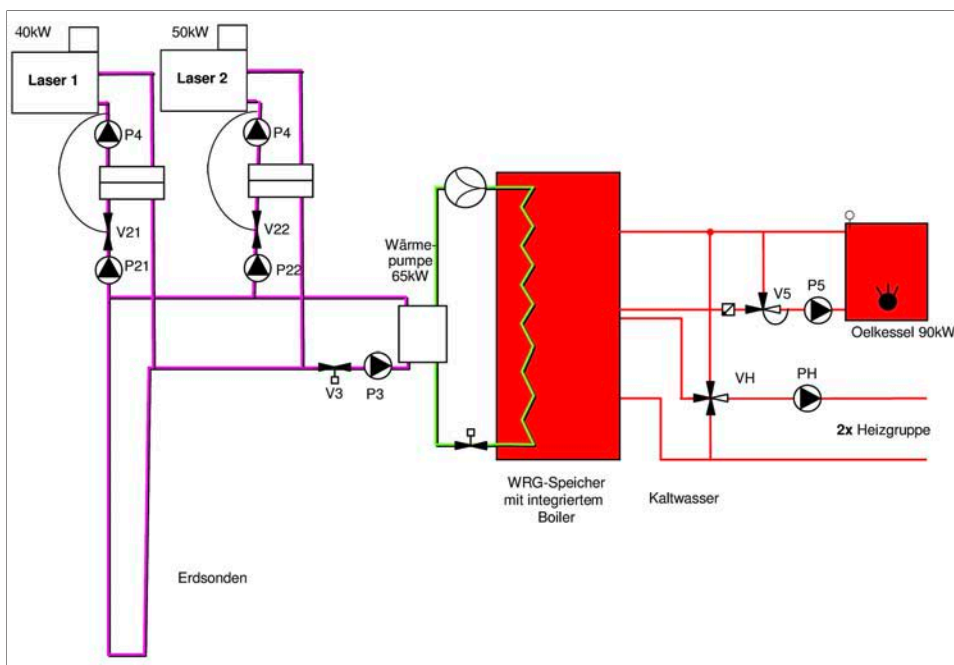 40kW
50kW
Laser 1
Laser 2
P4
P4
V21
V22
P21
P22
Wärme-
pumpe
65kW
V3
P3
V5
P5
Oelkessel 90kW
VH
PH
2x Heizgruppe
WRG-Speicher
mit integriertem
Boiler
Kaltwasser
Erdsonden